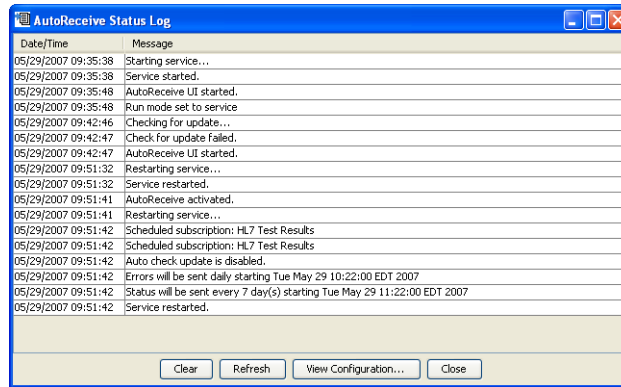 AutoReceive Status Log
Date/Time Message
05/29/2007 09:35:38 Starting service...
05/29/2007 09:35:38 Service started.
05/29/2007 09:35:48 AutoReceive UI started.
05/29/2007 09:35:48 Run mode set to service
05/29/2007 09:42:46 Checking for update...
05/29/2007 09:42:47 Check for update failed.
05/29/2007 09:42:47 AutoReceive UI started.
05/29/2007 09:51:32 Restarting service...
05/29/2007 09:51:32 Service restarted.
05/29/2007 09:51:41 AutoReceive activated.
05/29/2007 09:51:41 Restarting service...
05/29/2007 09:51:42 Scheduled subscription: HL7 Test Results
05/29/2007 09:51:42 Scheduled subscription: HL7 Test Results
05/29/2007 09:51:42 Auto check update is disabled.
05/29/2007 09:51:42 Errors will be sent daily starting Tue May 29 10:22:00 EDT 2007
05/29/2007 09:51:42 Status will be sent every 7 day(s) starting Tue May 29 11:22:00 EDT 2007
05/29/2007 09:51:42 Service restarted.
Clear Refresh View Configuration... Close